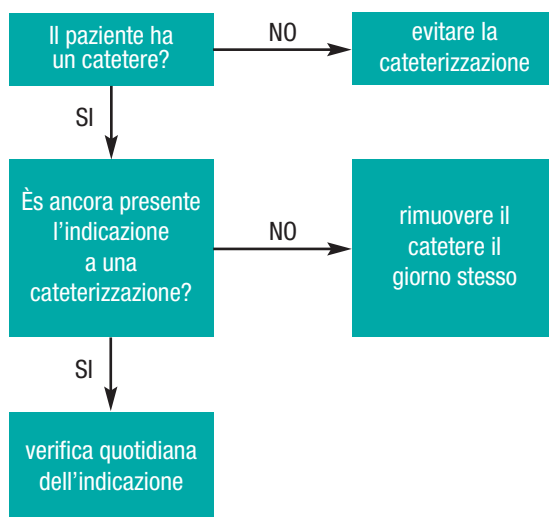 Il paziente ha
un catetere?
NO
evitare la
cateterizzazione
SI
Ès ancora presente
l'indicazione
a una
cateterizzazione?
NO
rimuovere il
catetere il
giorno stesso
SI
verifica quotidiana
dell'indicazione